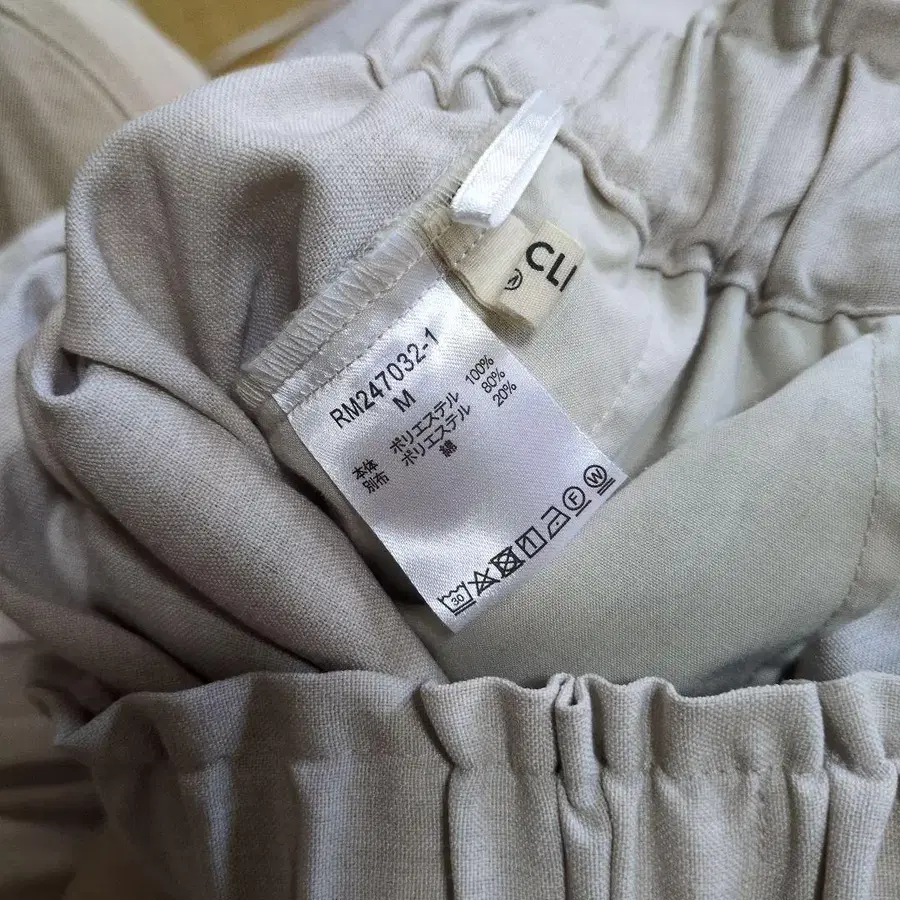 CLI
RM247032-1
M
本体 ポリエステル 100%
別布 ポリエステル 80%
綿 20%
30 F W